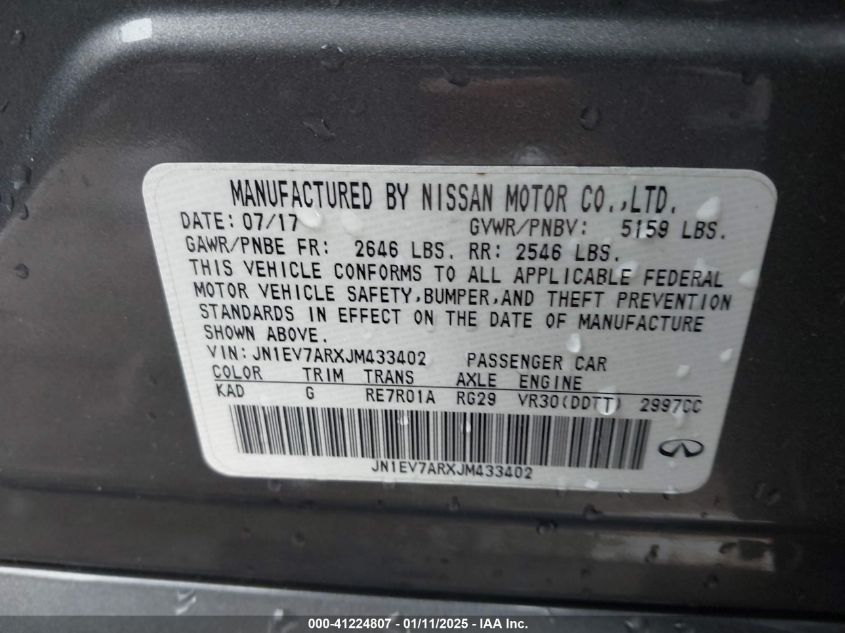 MANUFACTURED BY NISSAN MOTOR CO.,LTD.
DATE: 07/17 GVWR/PNBV: 5159 LBS.
GAWR/PNBE FR: 2646 LBS. RR: 2546 LBS.
THIS VEHICLE CONFORMS TO ALL APPLICABLE FEDERAL
MOTOR VEHICLE SAFETY,BUMPER,AND THEFT PREVENTION
STANDARDS IN EFFECT ON THE DATE OF MANUFACTURE
SHOWN ABOVE.
VIN: JN1EV7ARXJM433402 PASSENGER CAR
COLOR TRIM TRANS AXLE ENGINE
KAD G RE7R01A RG29 VR30(DDTT) 2997CC
JN1EV7ARXJM433402
000-41224807 - 01/11/2025 - IAA Inc.